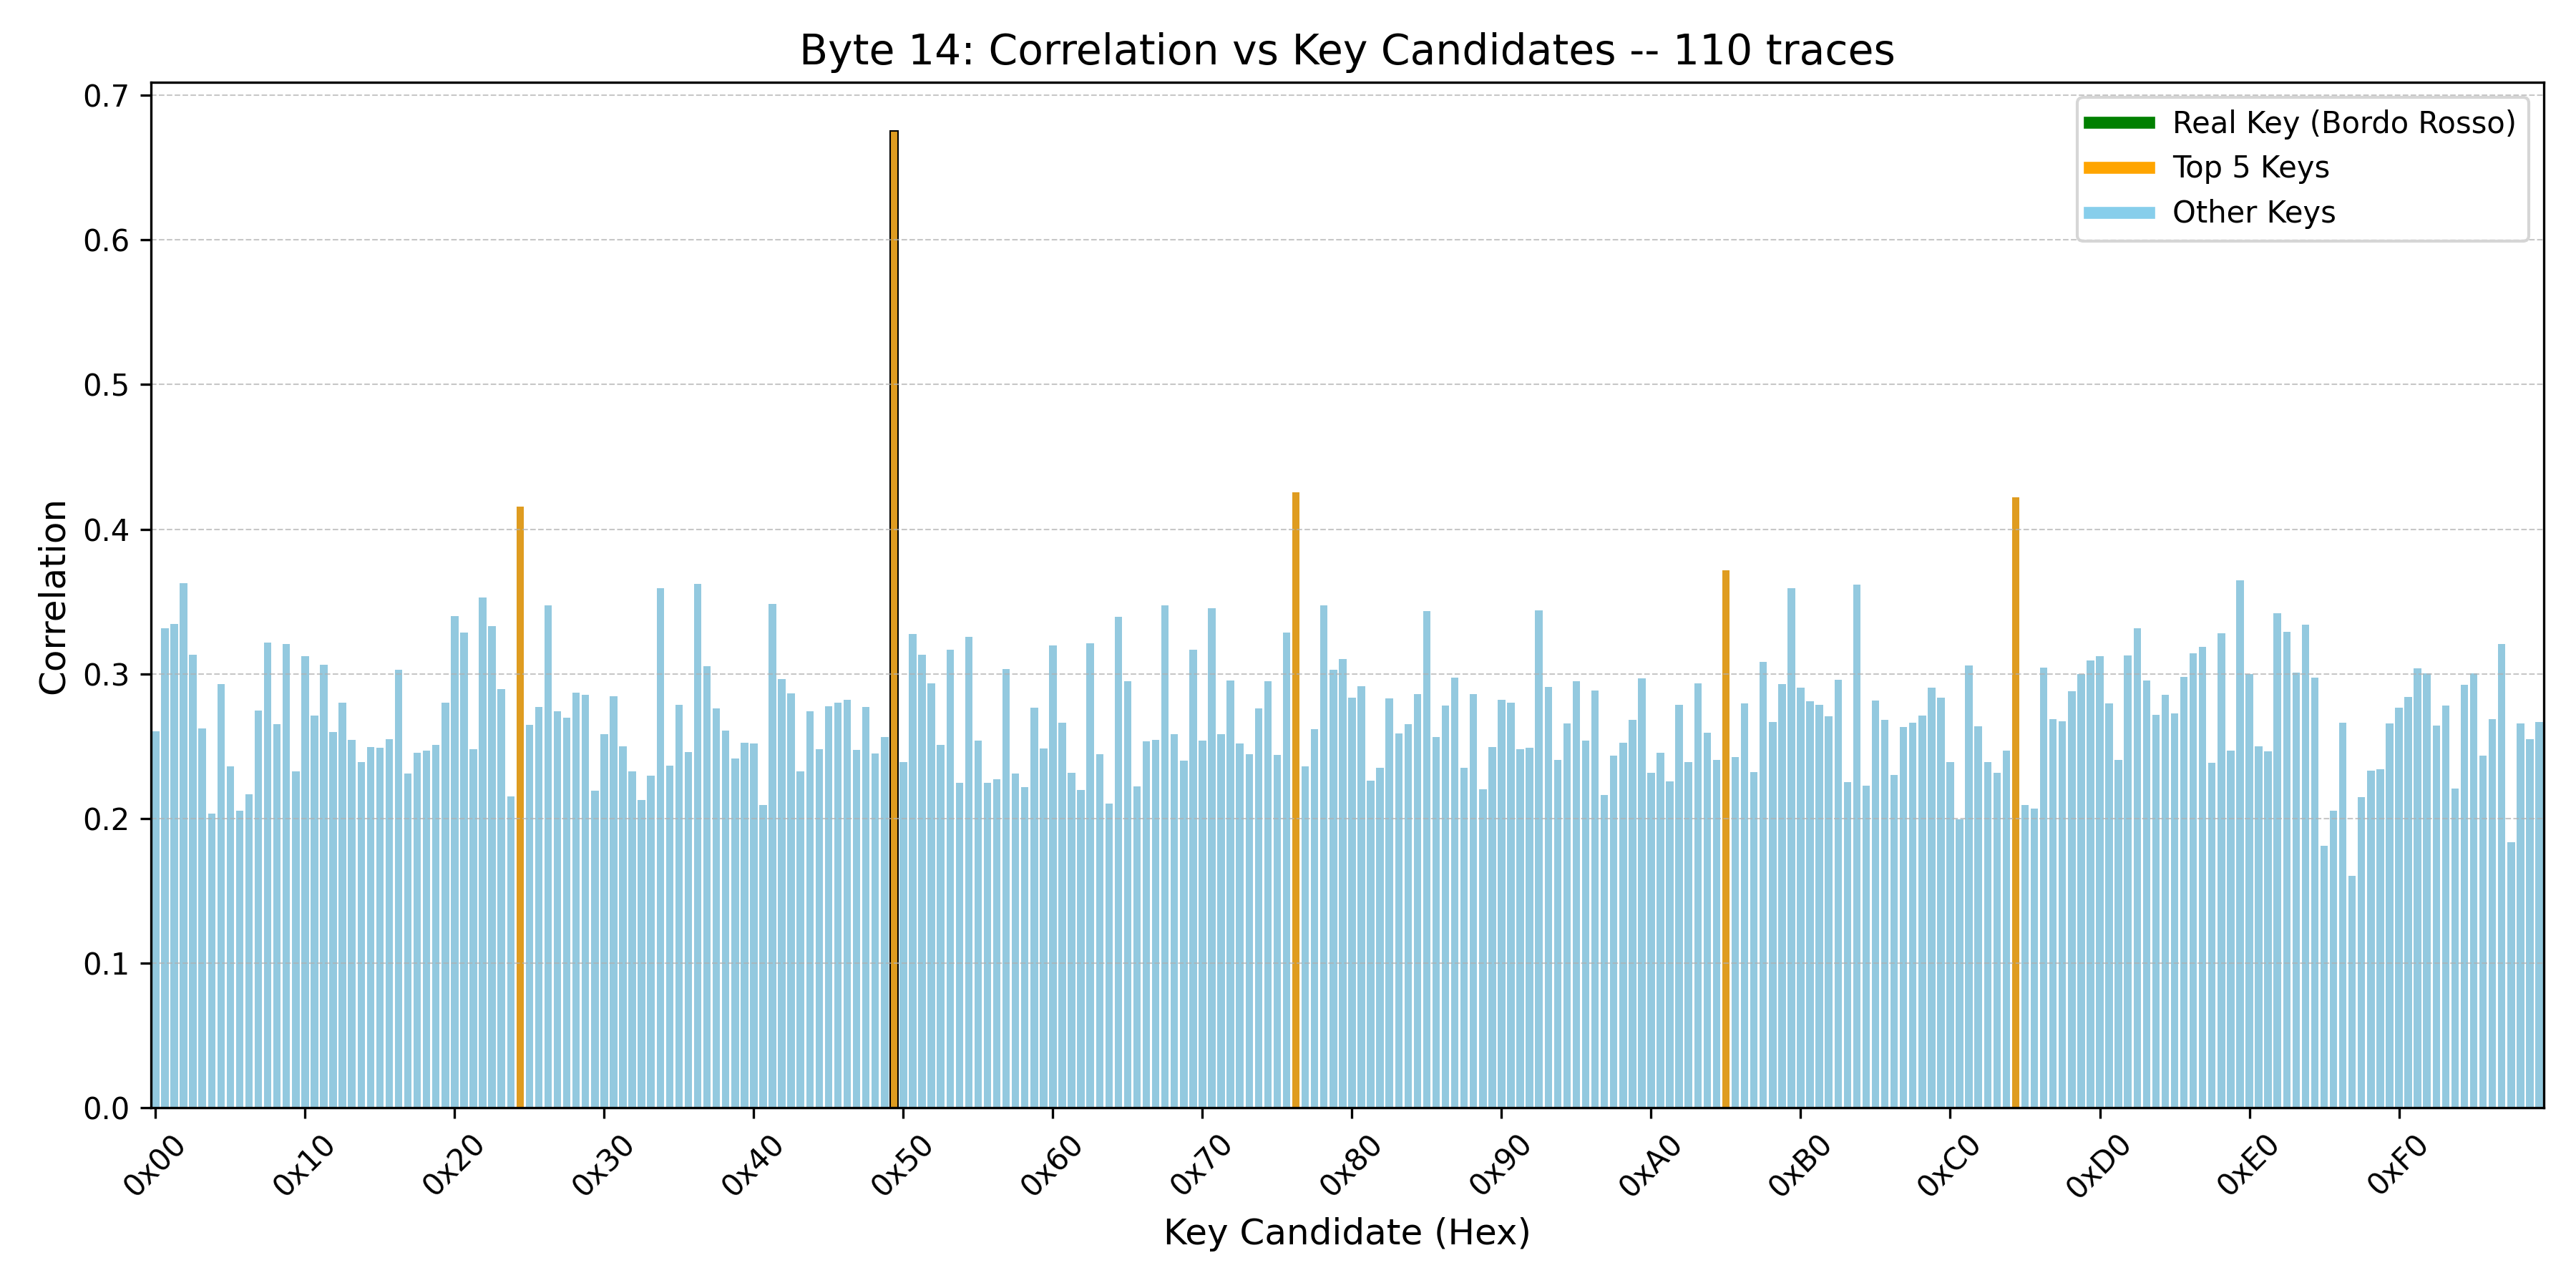 Byte 14: Correlation vs Key Candidates -- 110 traces
Real Key (Bordo Rosso)
Top 5 Keys
Other Keys
Correlation
0.7
0.6
0.5
0.4
0.3
0.2
0.1
0.0
0x00 0x10 0x20 0x30 0x40 0x50 0x60 0x70 0x80 0x90 0xA0 0xB0 0xC0 0xD0 0xE0 0xF0
Key Candidate (Hex)